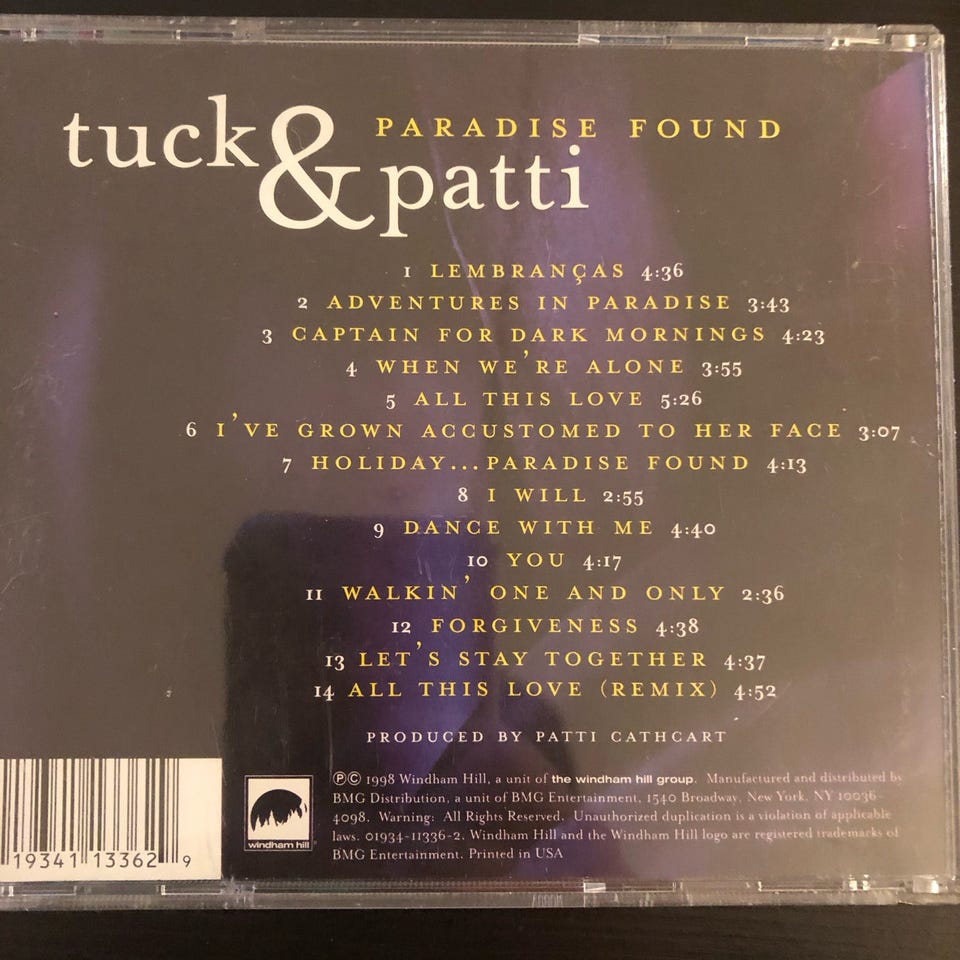 tuck & patti
PARADISE FOUND
1 LEMBRANÇAS 4:36
2 ADVENTURES IN PARADISE 3:43
3 CAPTAIN FOR DARK MORNINGS 4:23
4 WHEN WE'RE ALONE 3:55
5 ALL THIS LOVE 5:26
6 I'VE GROWN ACCUSTOMED TO HER FACE 3:07
7 HOLIDAY...PARADISE FOUND 4:13
8 I WILL 2:55
9 DANCE WITH ME 4:40
10 YOU 4:17
11 WALKIN' ONE AND ONLY 2:36
12 FORGIVENESS 4:38
13 LET'S STAY TOGETHER 4:37
14 ALL THIS LOVE (REMIX) 4:52
PRODUCED BY PATTI CATHCART
℗© 1998 Windham Hill, a unit of the windham hill group. Manufactured and distributed by
BMG Distribution, a unit of BMG Entertainment, 1540 Broadway, New York, NY 10036-
4098. Warning: All Rights Reserved. Unauthorized duplication is a violation of applicable
laws. 01934-11336-2. Windham Hill and the Windham Hill logo are registered trademarks of
BMG Entertainment. Printed in USA
windham hill
19341 13362 9